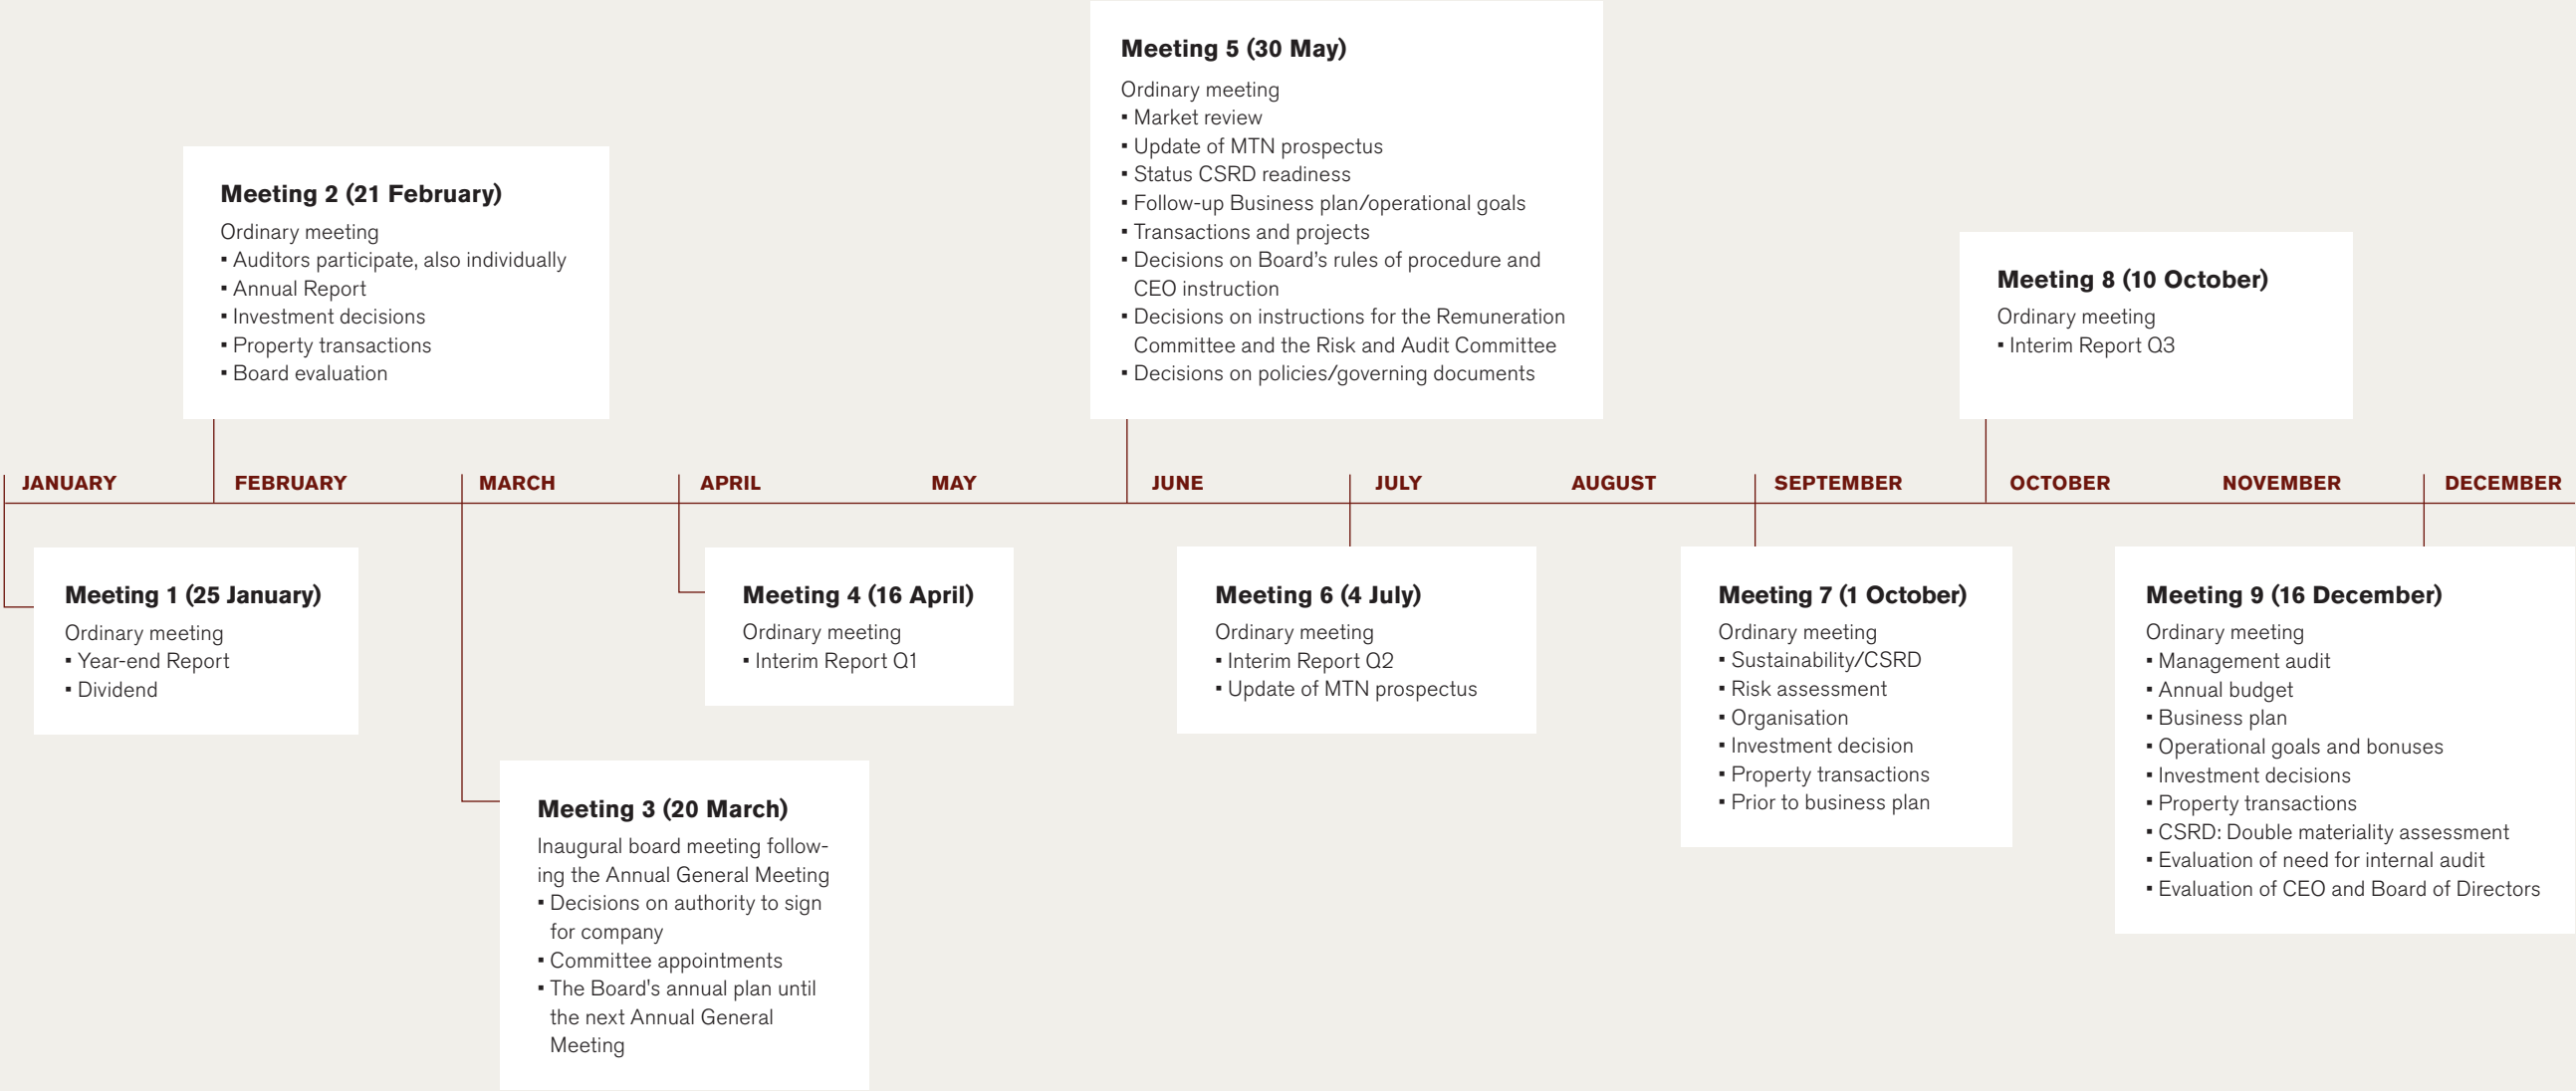 Meeting 5 (30 May)
Ordinary meeting
▪ Market review
▪ Update of MTN prospectus
▪ Status CSRD readiness
▪ Follow-up Business plan/operational goals
▪ Transactions and projects
▪ Decisions on Board's rules of procedure and
CEO instruction
▪ Decisions on instructions for the Remuneration
Committee and the Risk and Audit Committee
▪ Decisions on policies/governing documents
Meeting 2 (21 February)
Ordinary meeting
▪ Auditors participate, also individually
▪ Annual Report
▪ Investment decisions
▪ Property transactions
▪ Board evaluation
Meeting 8 (10 October)
Ordinary meeting
▪ Interim Report Q3
JANUARY FEBRUARY MARCH APRIL MAY JUNE JULY AUGUST SEPTEMBER OCTOBER NOVEMBER DECEMBER
Meeting 1 (25 January)
Ordinary meeting
▪ Year-end Report
▪ Dividend
Meeting 4 (16 April)
Ordinary meeting
▪ Interim Report Q1
Meeting 6 (4 July)
Ordinary meeting
▪ Interim Report Q2
▪ Update of MTN prospectus
Meeting 7 (1 October)
Ordinary meeting
▪ Sustainability/CSRD
▪ Risk assessment
▪ Organisation
▪ Investment decision
▪ Property transactions
▪ Prior to business plan
Meeting 9 (16 December)
Ordinary meeting
▪ Management audit
▪ Annual budget
▪ Business plan
▪ Operational goals and bonuses
▪ Investment decisions
▪ Property transactions
▪ CSRD: Double materiality assessment
▪ Evaluation of need for internal audit
▪ Evaluation of CEO and Board of Directors
Meeting 3 (20 March)
Inaugural board meeting follow-
ing the Annual General Meeting
▪ Decisions on authority to sign
for company
▪ Committee appointments
▪ The Board's annual plan until
the next Annual General
Meeting